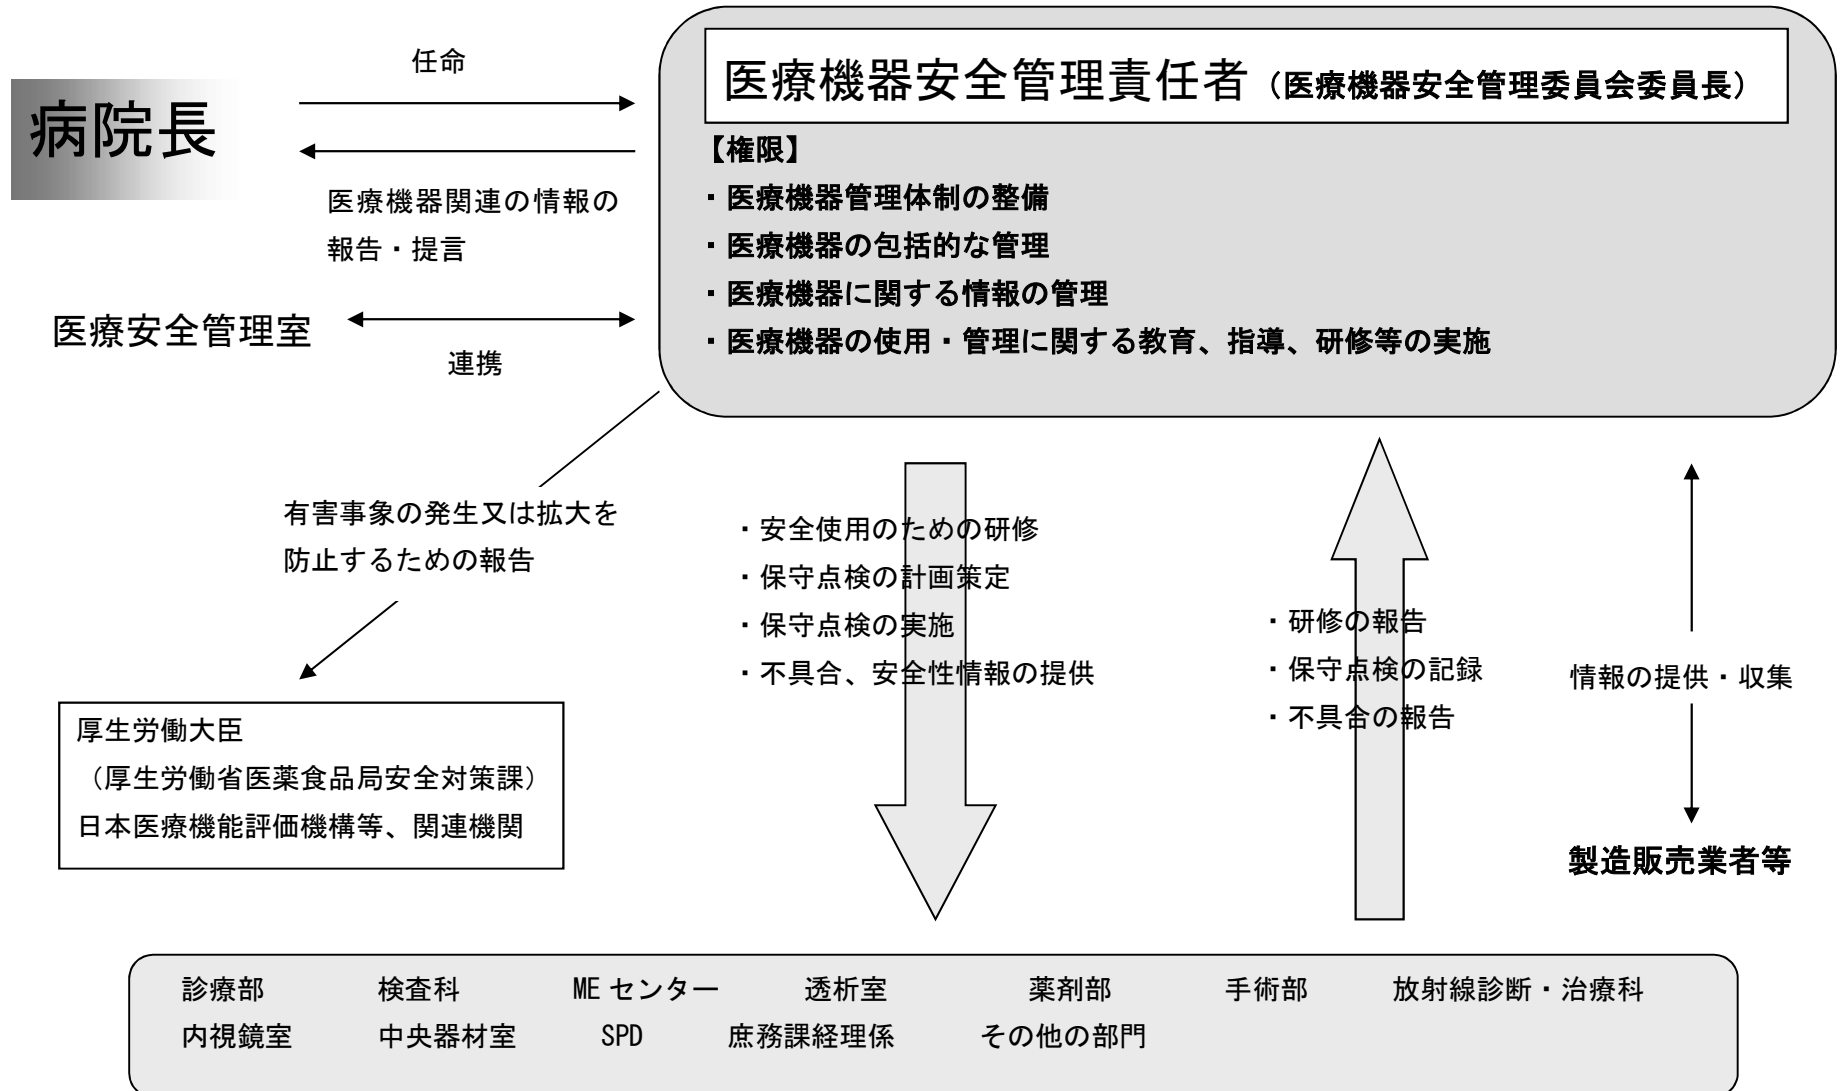 任命
病院長
医療機器安全管理責任者(医療機器安全管理委員会委員長)
【権限】
・医療機器管理体制の整備
・医療機器の包括的な管理
・医療機器に関する情報の管理
・医療機器の使用・管理に関する教育、指導、研修等の実施
医療機器関連の情報の
報告・提言
医療安全管理室
連携
有害事象の発生又は拡大を
防止するための報告
・安全使用のための研修
・保守点検の計画策定
・保守点検の実施
・不具合、安全性情報の提供
・研修の報告
・保守点検の記録
・不具合の報告
情報の提供・収集
製造販売業者等
厚生労働大臣
(厚生労働省医薬食品局安全対策課)
日本医療機能評価機構等、関連機関
診療部 検査科 ME センター 透析室 薬剤部 手術部 放射線診断・治療科
内視鏡室 中央器材室 SPD 庶務課経理係 その他の部門